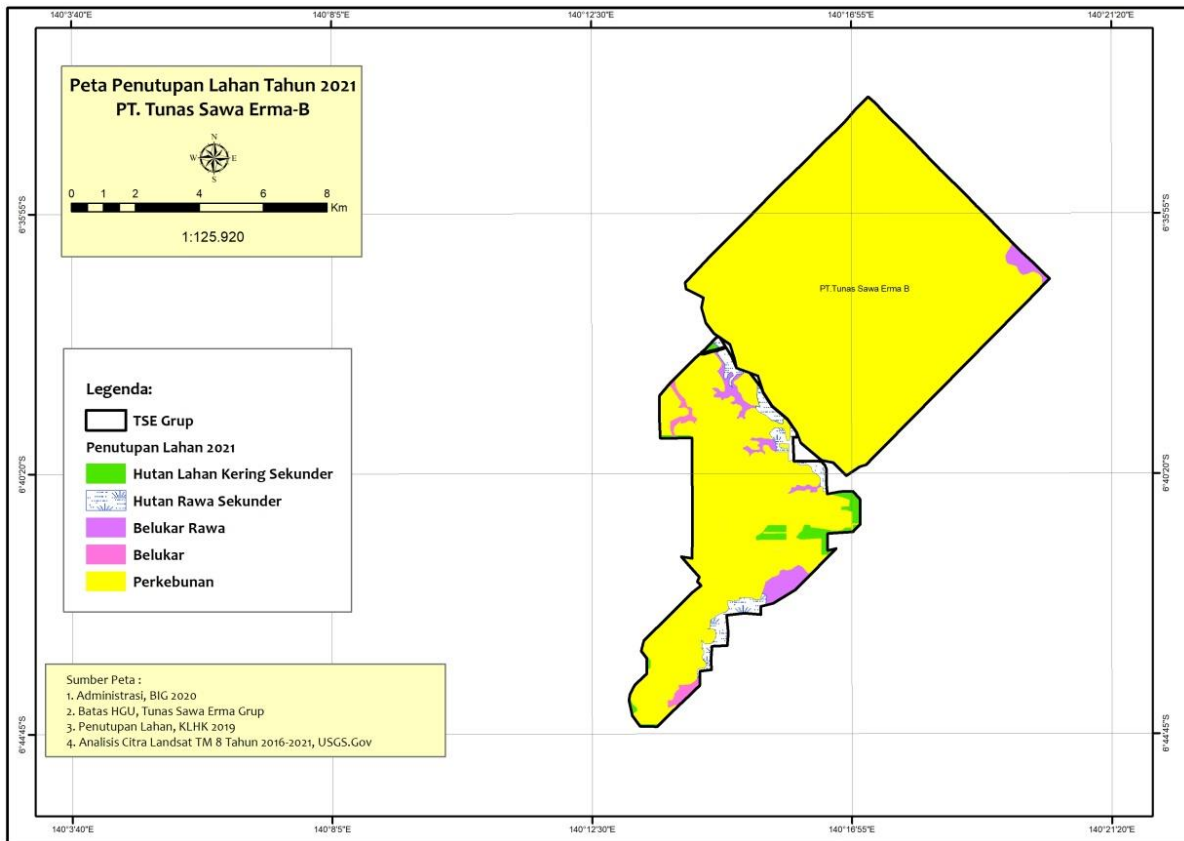 140°3'40"E 140°8'5"E 140°12'30"E 140°16'55"E 140°21'20"E
Peta Penutupan Lahan Tahun 2021
PT. Tunas Sawa Erma-B
N
W E
S
0 1 2 4 6 8
Km
1:125.920
6°35'55"S 6°35'55"S
PT.Tunas Sawa Erma B
Legenda:
TSE Grup
Penutupan Lahan 2021
Hutan Lahan Kering Sekunder
Hutan Rawa Sekunder
Belukar Rawa
Belukar
Perkebunan
6°40'20"S 6°40'20"S
Sumber Peta :
1. Administrasi, BIG 2020
2. Batas HGU, Tunas Sawa Erma Grup
3. Penutupan Lahan, KLHK 2019
4. Analisis Citra Landsat TM 8 Tahun 2016-2021, USGS.Gov
6°44'45"S 6°44'45"S
140°3'40"E 140°8'5"E 140°12'30"E 140°16'55"E 140°21'20"E